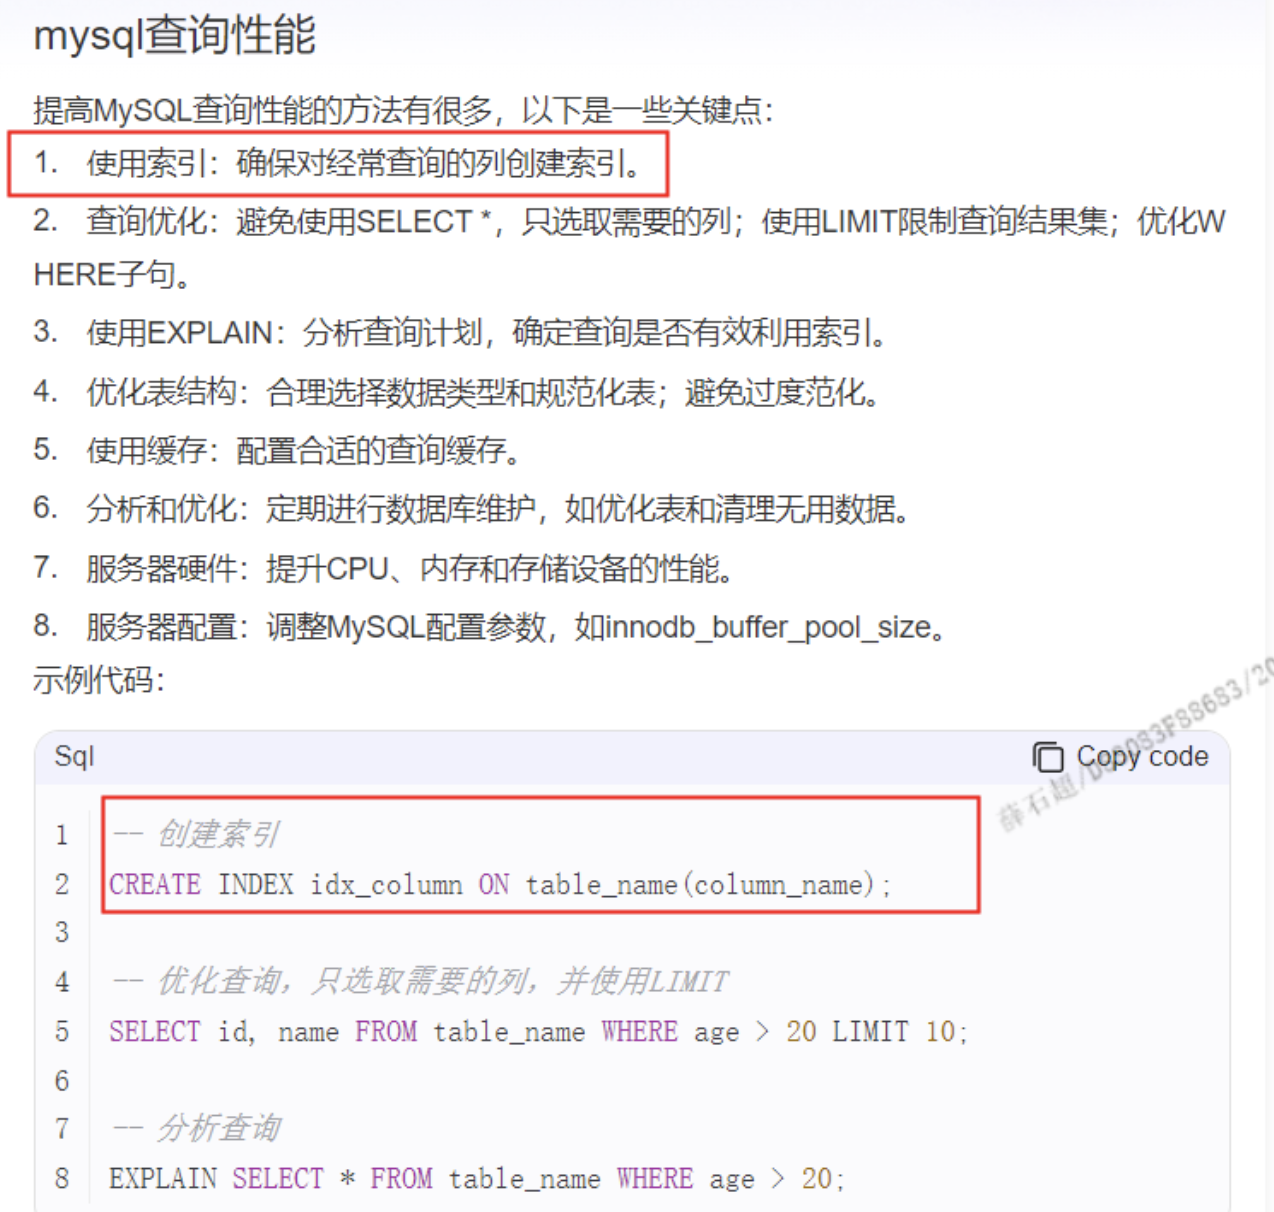 mysql查询性能
提高MySQL查询性能的方法有很多，以下是一些关键点：
1. 使用索引：确保对经常查询的列创建索引。
2. 查询优化：避免使用SELECT *，只选取需要的列；使用LIMIT限制查询结果集；优化W
HERE子句。
3. 使用EXPLAIN：分析查询计划，确定查询是否有效利用索引。
4. 优化表结构：合理选择数据类型和规范化表；避免过度范化。
5. 使用缓存：配置合适的查询缓存。
6. 分析和优化：定期进行数据库维护，如优化表和清理无用数据。
7. 服务器硬件：提升CPU、内存和存储设备的性能。
8. 服务器配置：调整MySQL配置参数，如innodb_buffer_pool_size。
示例代码：
Sql
Copy code
1 -- 创建索引
2 CREATE INDEX idx_column ON table_name(column_name);
3
4 -- 优化查询，只选取需要的列，并使用LIMIT
5 SELECT id, name FROM table_name WHERE age > 20 LIMIT 10;
6
7 -- 分析查询
8 EXPLAIN SELECT * FROM table_name WHERE age > 20;